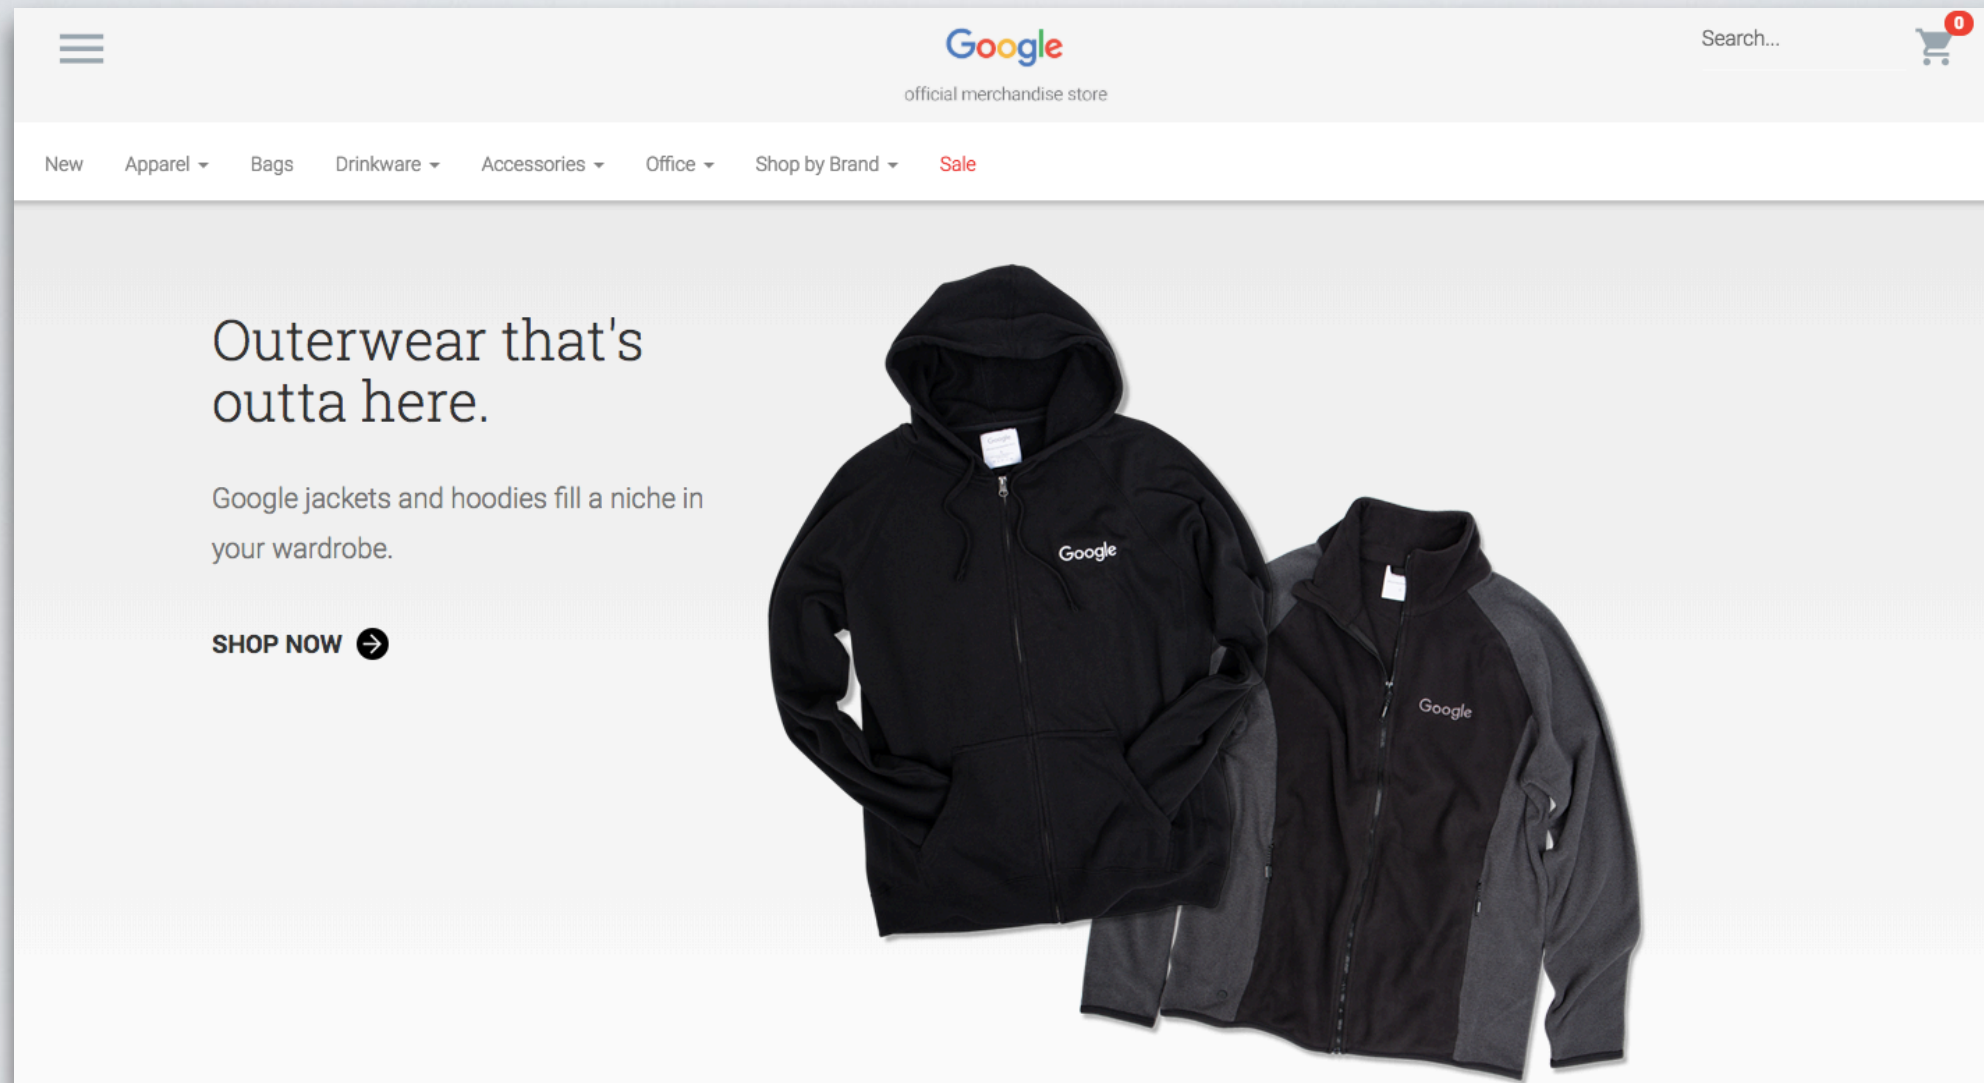 Google
official merchandise store
Search...
0
New Apparel Bags Drinkware Accessories Office Shop by Brand Sale
Outerwear that's
outta here.
Google jackets and hoodies fill a niche in
your wardrobe.
SHOP NOW
Google
Google
Google